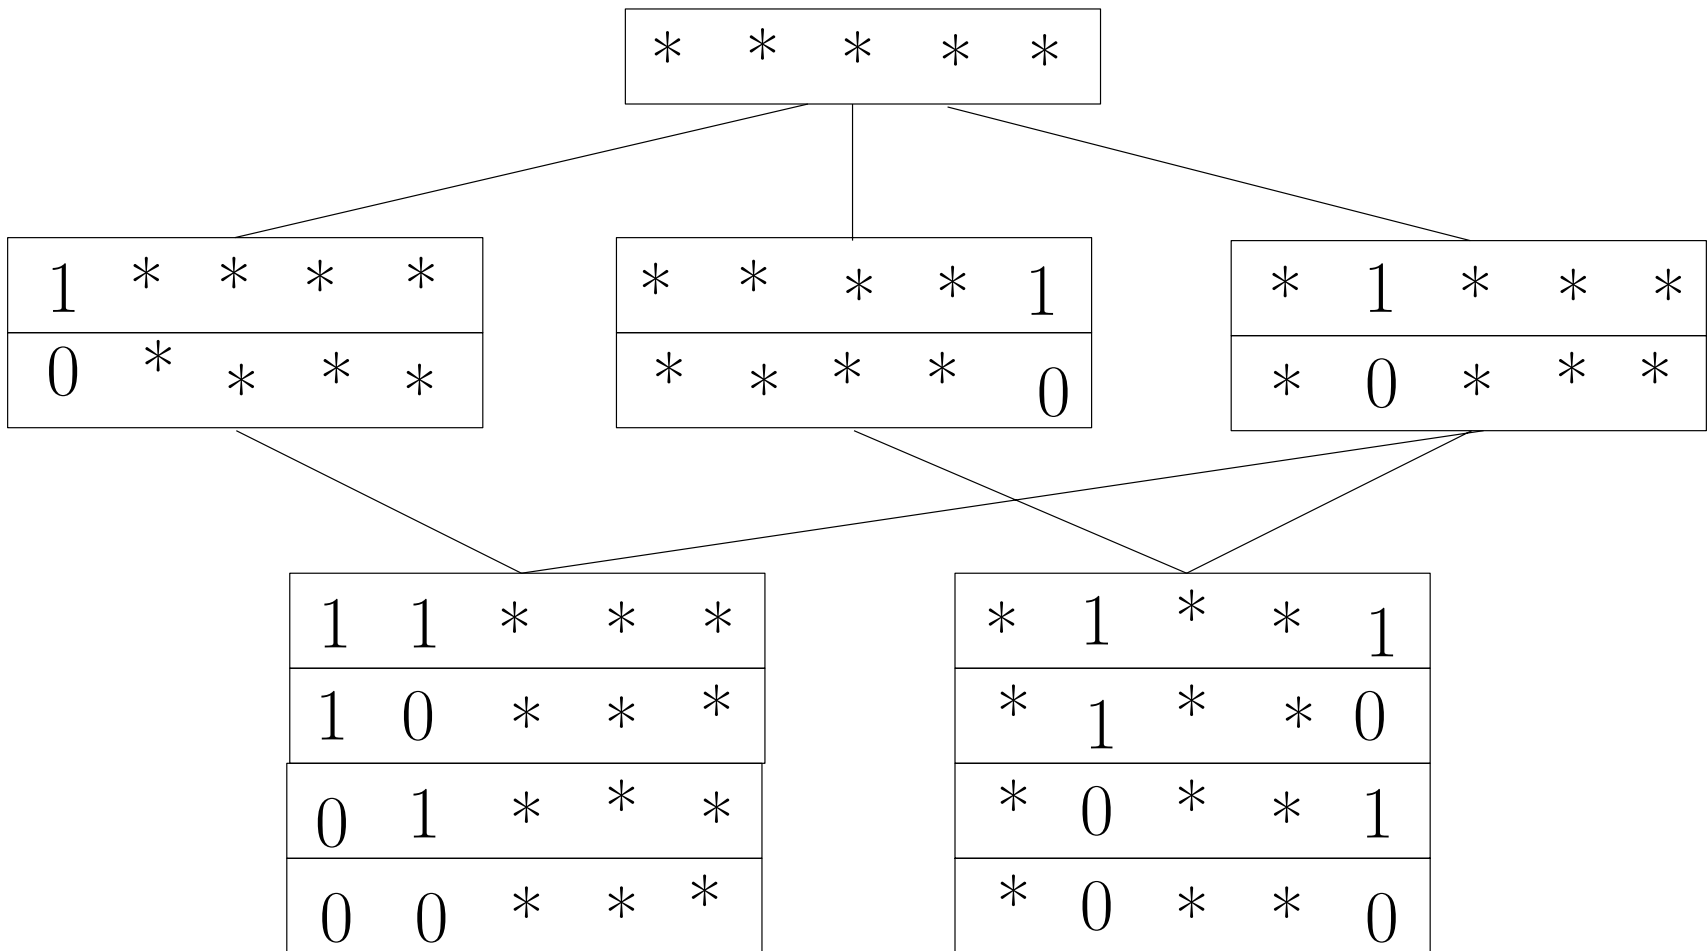 * * * * *
1 * * * *
0 * * * *
* * * * 1
* * * * 0
* 1 * * *
* 0 * * *
1 1 * * *
1 0 * * *
0 1 * * *
0 0 * * *
* 1 * * 1
* 1 * * 0
* 0 * * 1
* 0 * * 0